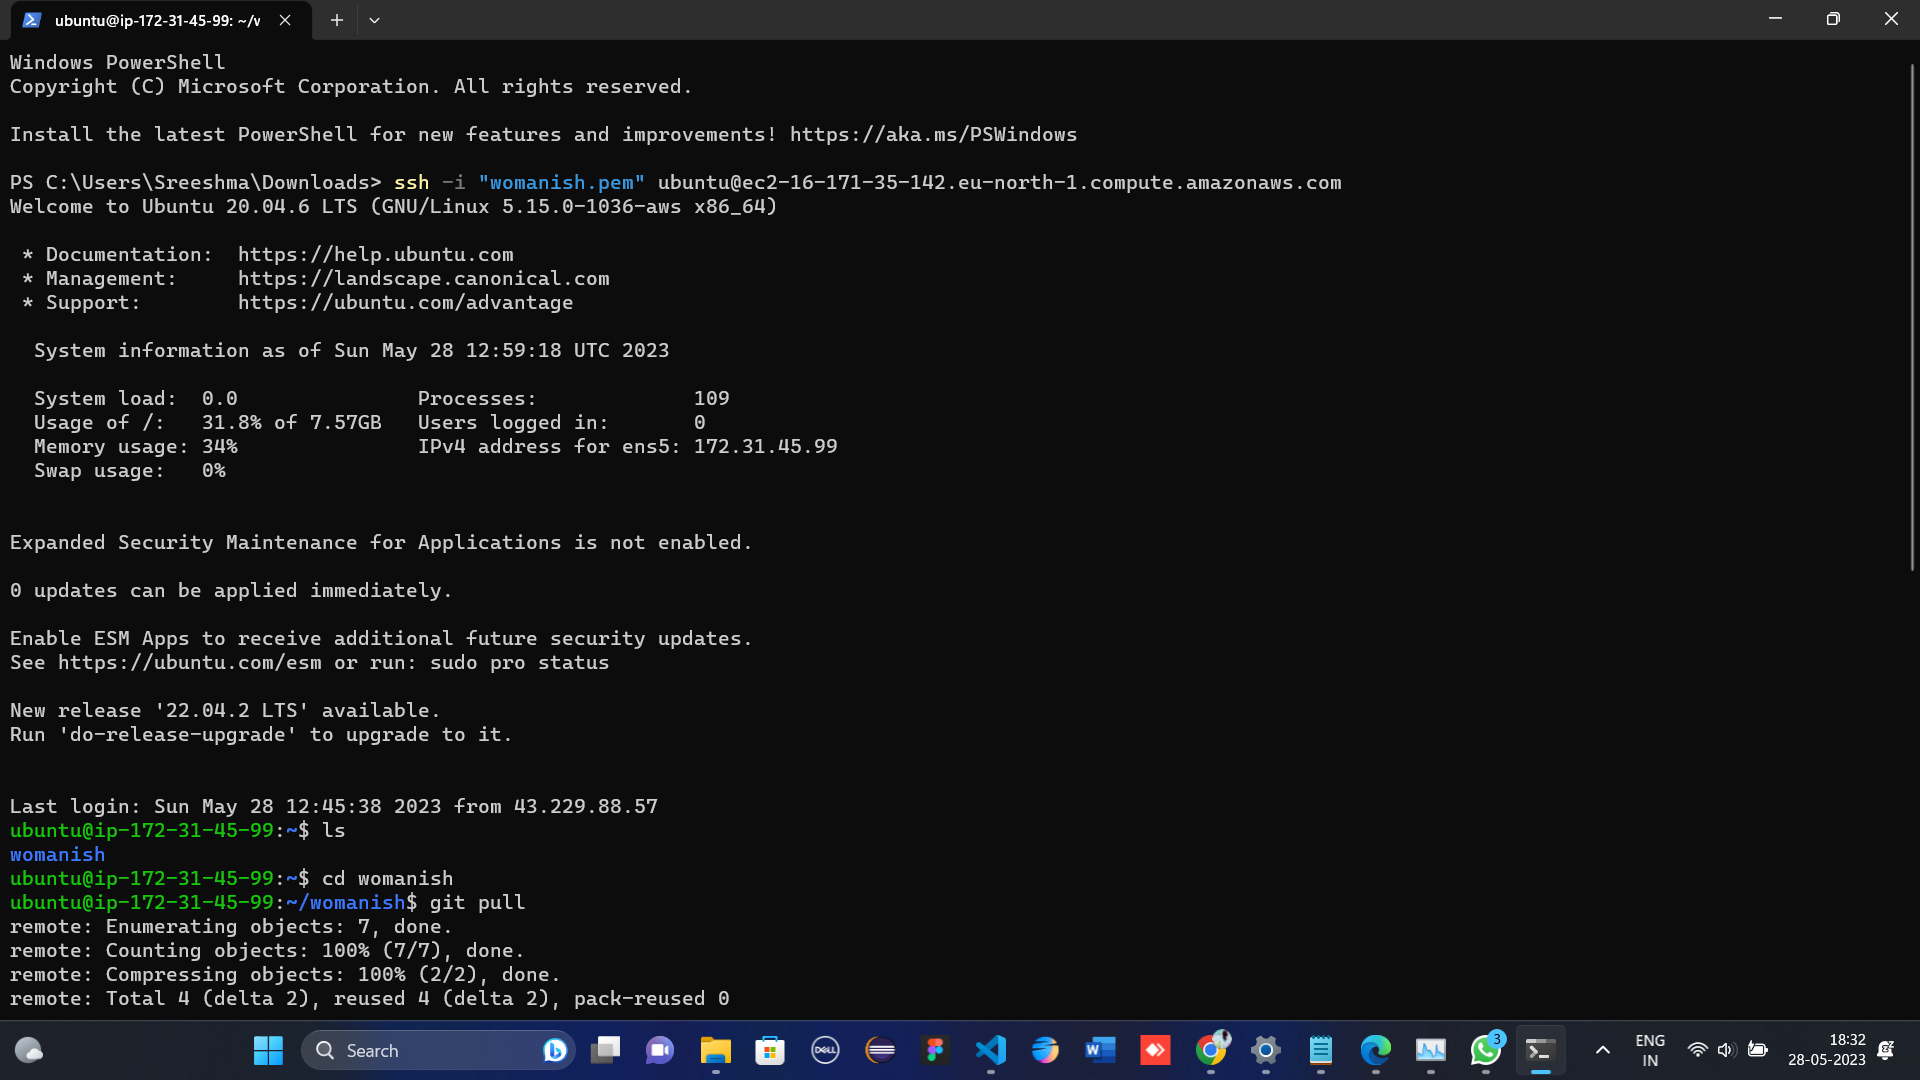 ubuntu@ip-172-31-45-99: ~/v
Windows PowerShell
Copyright (C) Microsoft Corporation. All rights reserved.
Install the latest PowerShell for new features and improvements! https://aka.ms/PSWindows
PS C:\Users\Sreeshma\Downloads> ssh -i "womanish.pem" ubuntu@ec2-16-171-35-142.eu-north-1.compute.amazonaws.com
Welcome to Ubuntu 20.04.6 LTS (GNU/Linux 5.15.0-1036-aws x86_64)
* Documentation:  https://help.ubuntu.com
* Management:     https://landscape.canonical.com
* Support:        https://ubuntu.com/advantage
System information as of Sun May 28 12:59:18 UTC 2023
System load:  0.0               Processes:             109
Usage of /:   31.8% of 7.57GB   Users logged in:       0
Memory usage: 34%               IPv4 address for ens5: 172.31.45.99
Swap usage:   0%
Expanded Security Maintenance for Applications is not enabled.
0 updates can be applied immediately.
Enable ESM Apps to receive additional future security updates.
See https://ubuntu.com/esm or run: sudo pro status
New release '22.04.2 LTS' available.
Run 'do-release-upgrade' to upgrade to it.
Last login: Sun May 28 12:45:38 2023 from 43.229.88.57
ubuntu@ip-172-31-45-99:~$ ls
womanish
ubuntu@ip-172-31-45-99:~$ cd womanish
ubuntu@ip-172-31-45-99:~/womanish$ git pull
remote: Enumerating objects: 7, done.
remote: Counting objects: 100% (7/7), done.
remote: Compressing objects: 100% (2/2), done.
remote: Total 4 (delta 2), reused 4 (delta 2), pack-reused 0
Search
DELL
W
3
ENG
IN
18:32
28-05-2023